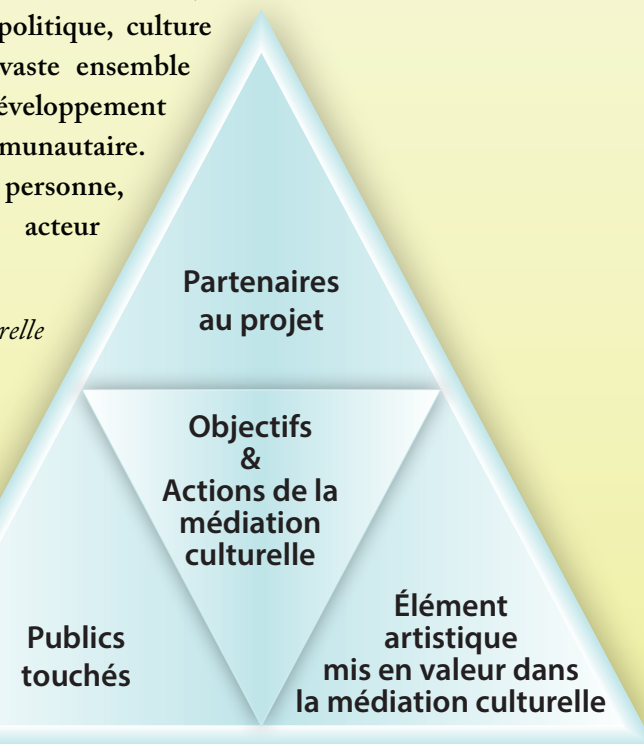 politique, culture
vaste ensemble
éveloppement
munautaire.
personne,
acteur
relle
Partenaires
au projet
Objectifs
&
Actions de la
médiation
culturelle
Publics
touchés
Élément
artistique
mis en valeur dans
la médiation culturelle